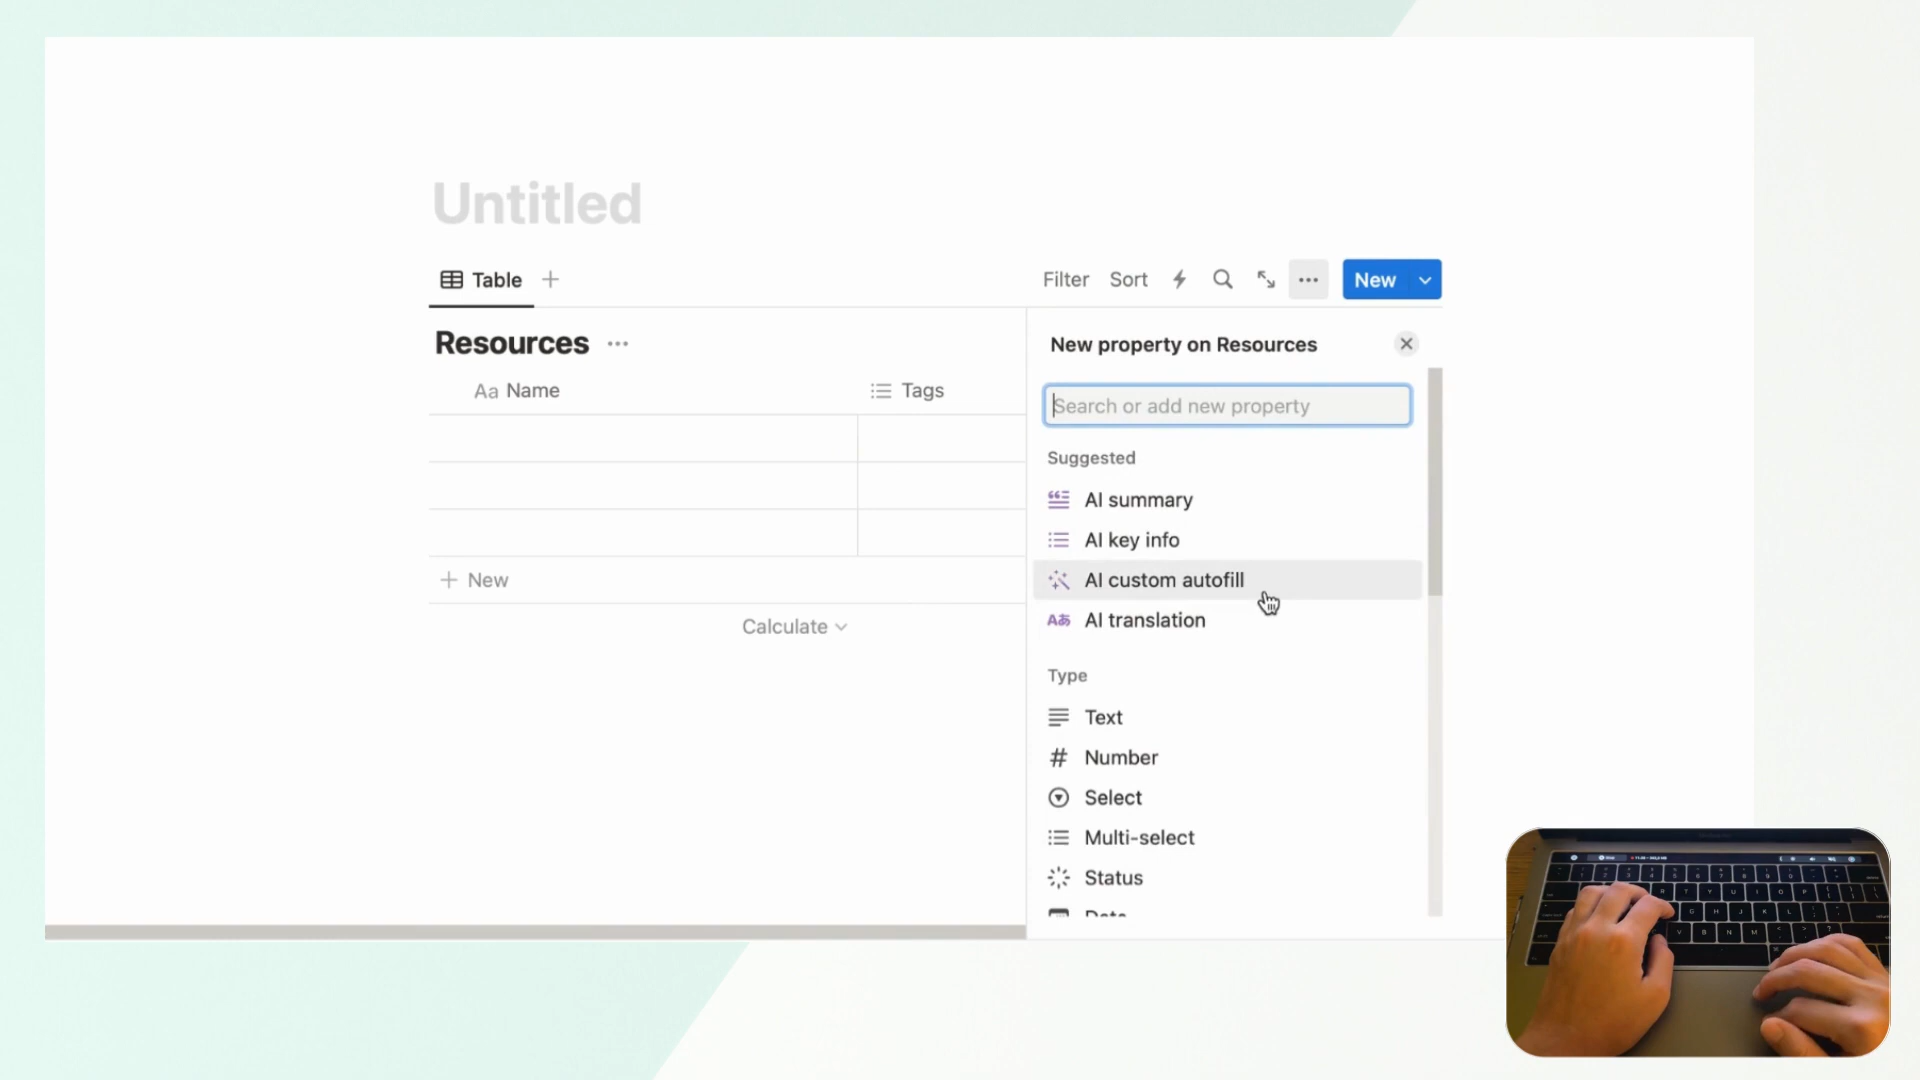 Untitled
Table
Filter Sort New
Resources
New property on Resources
Aa Name
Tags
Search or add new property
Suggested
AI summary
AI key info
AI custom autofill
AI translation
New
Calculate
Type
Text
Number
Select
Multi-select
Status